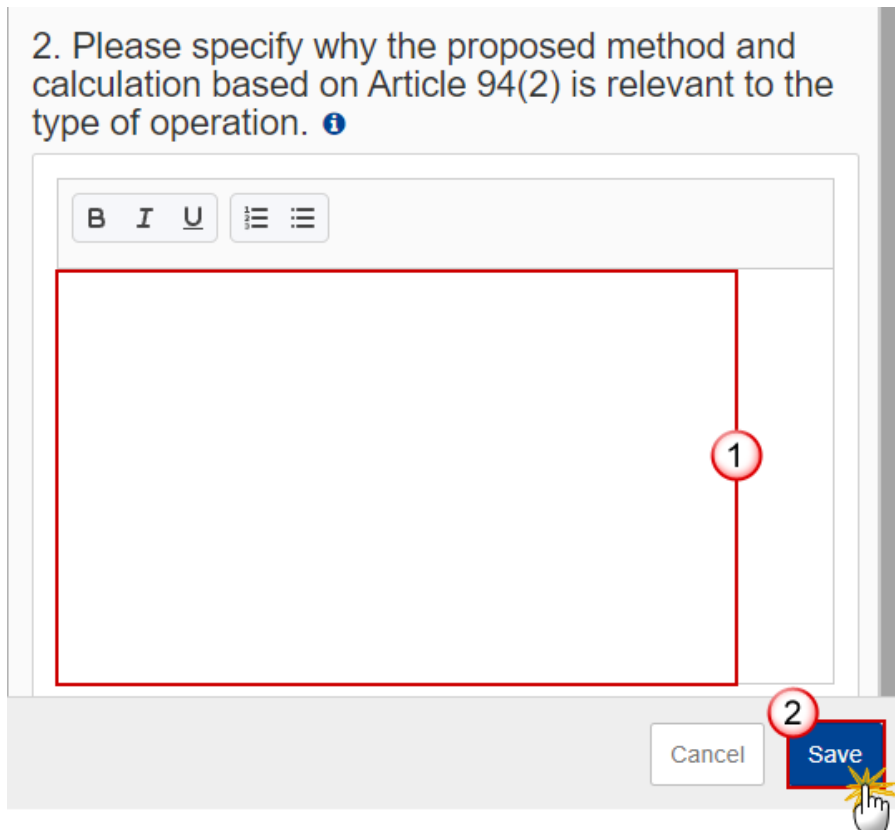 2. Please specify why the proposed method and
calculation based on Article 94(2) is relevant to the
type of operation. i
B I U
1
2
Cancel Save